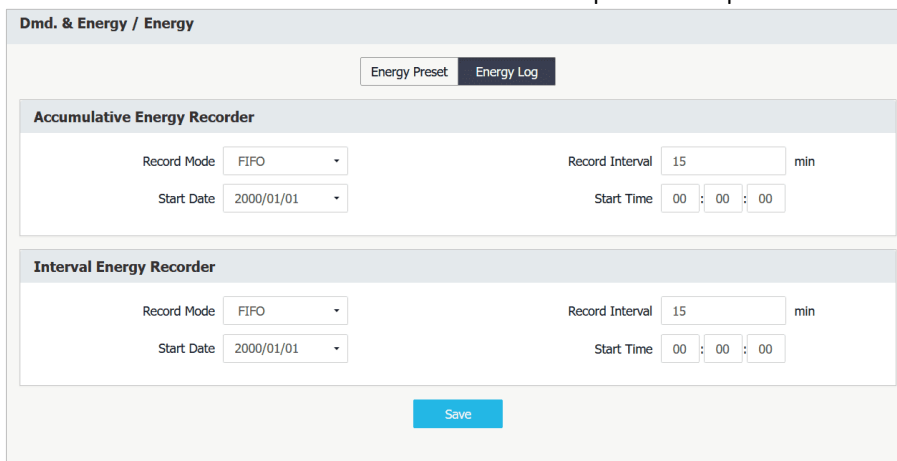 Dmd. & Energy / Energy
Energy Preset Energy Log
Accumulative Energy Recorder
Record Mode FIFO Record Interval 15 min
Start Date 2000/01/01 Start Time 00 : 00 : 00
Interval Energy Recorder
Record Mode FIFO Record Interval 15 min
Start Date 2000/01/01 Start Time 00 : 00 : 00
Save